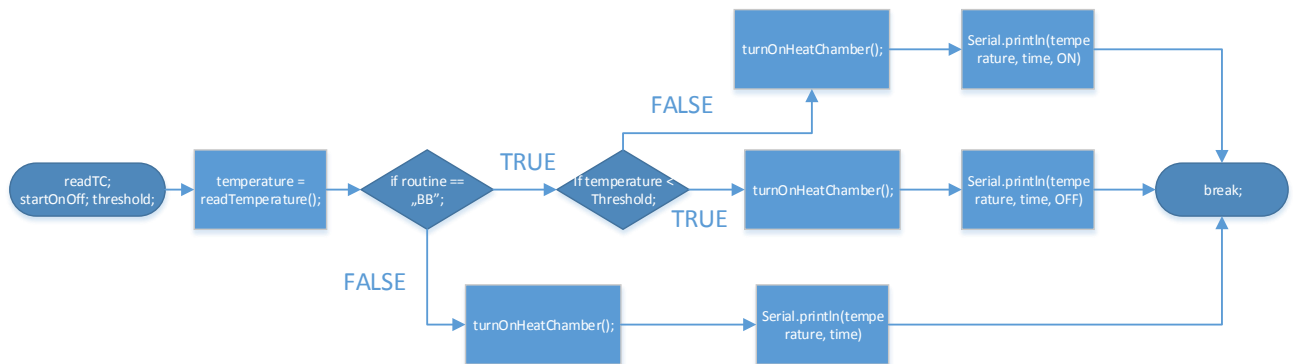 turnOnHeatChamber();
Serial.println(tempe
rature, time, ON)
FALSE
readTC;
startOnOff; threshold;
temperature =
readTemperature();
if routine ==
„BB”;
TRUE
If temperature <
Threshold;
TRUE
turnOnHeatChamber();
Serial.println(tempe
rature, time, OFF)
break;
FALSE
turnOnHeatChamber();
Serial.println(tempe
rature, time)